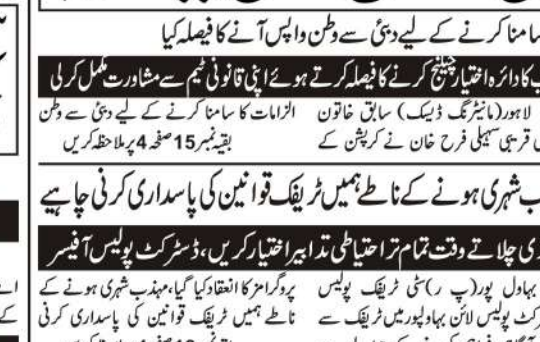 سامنا کرنے کے لیے دبئی سے وطن واپس آنے کا فیصلہ کیا
کا دائرہ اختیار چیلنج کرنے کا فیصلہ کرتے ہوئے اپنی قانونی ٹیم سے مشاورت مکمل کرلی
لاہور (مانیٹرنگ ڈیسک) سابق خاتون
قریبی سہیلی فرح خان نے کرپشن کے
الزامات کا سامنا کرنے کے لیے دبئی سے وطن
بقیہ نمبر 15 صفحہ 4 پر ملاحظہ کریں
شہری ہونے کے ناطے ہمیں ٹریفک قوانین کی پاسداری کرنی چاہیے
چلاتے وقت تمام تر احتیاطی تدابیر اختیار کریں، ڈسٹرکٹ پولیس آفیسر
بہاول پور (پ ر) سٹی ٹریفک پولیس
پولیس لائن بہاولپور میں ٹریفک سے
پروگرامز کا انعقاد کیا گیا، مہذب شہری ہونے کے
ناطے ہمیں ٹریفک قوانین کی پاسداری کرنی